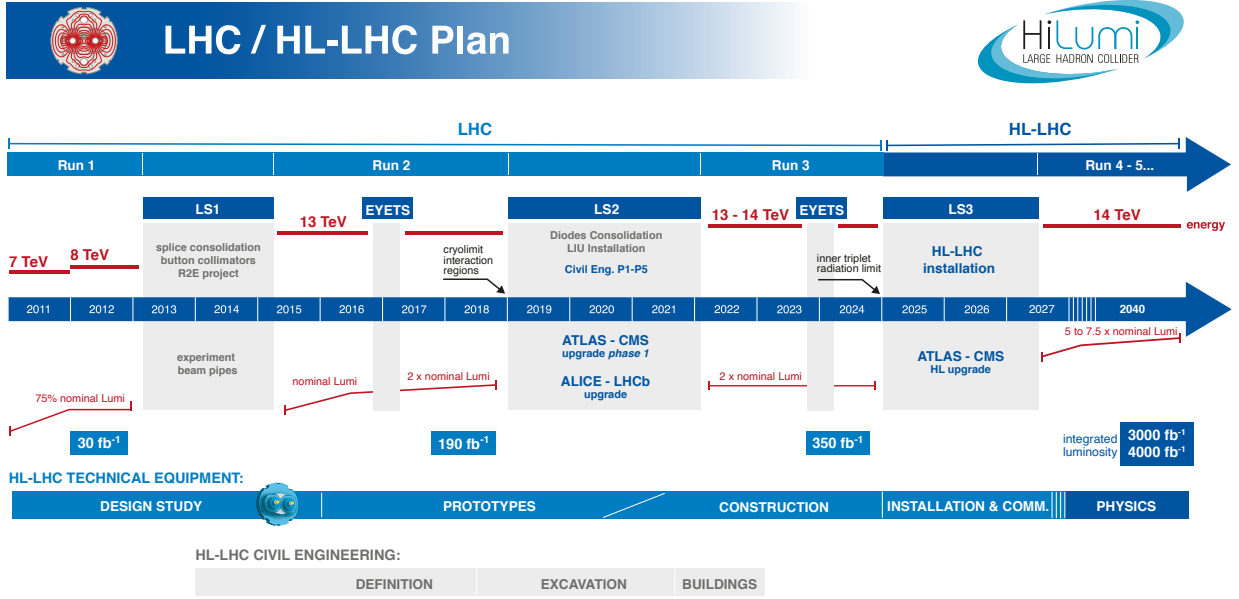 LHC / HL-LHC Plan
HiLumi
LARGE HADRON COLLIDER
LHC
HL-LHC
Run 1
Run 2
Run 3
Run 4 - 5...
LS1
EYETS
LS2
EYETS
LS3
7 TeV
8 TeV
13 TeV
13 - 14 TeV
14 TeV
energy
splice consolidation
button collimators
R2E project
cryolimit
interaction
regions
Diodes Consolidation
LIU Installation
Civil Eng. P1-P5
inner triplet
radiation limit
HL-LHC
installation
2011
2012
2013
2014
2015
2016
2017
2018
2019
2020
2021
2022
2023
2024
2025
2026
2027
2040
75% nominal Lumi
experiment
beam pipes
nominal Lumi
2 x nominal Lumi
ATLAS - CMS
upgrade phase 1
ALICE - LHCb
upgrade
2 x nominal Lumi
ATLAS - CMS
HL upgrade
5 to 7.5 x nominal Lumi
30 fb⁻¹
190 fb⁻¹
350 fb⁻¹
integrated
luminosity
3000 fb⁻¹
4000 fb⁻¹
HL-LHC TECHNICAL EQUIPMENT:
DESIGN STUDY
PROTOTYPES
CONSTRUCTION
INSTALLATION & COMM.
PHYSICS
HL-LHC CIVIL ENGINEERING:
DEFINITION
EXCAVATION
BUILDINGS